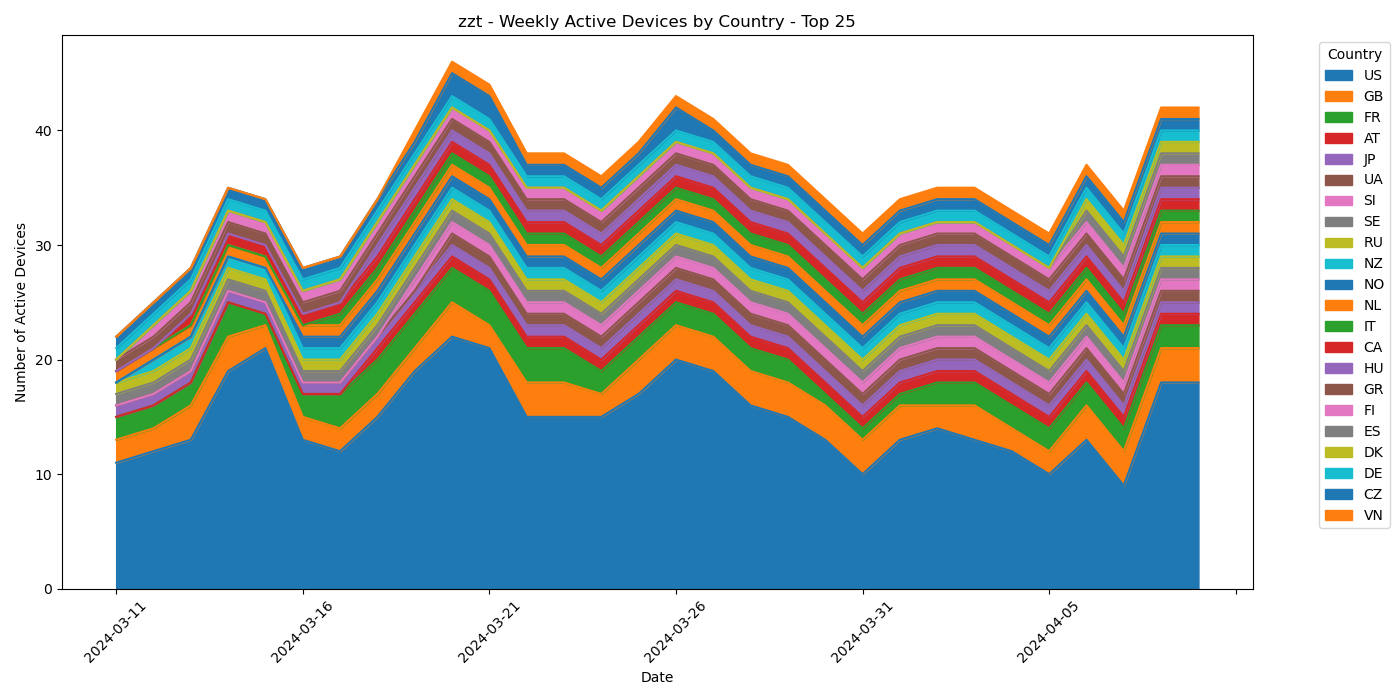 zzt - Weekly Active Devices by Country - Top 25
Number of Active Devices
40
30
20
10
0
2024-03-11
2024-03-16
2024-03-21
2024-03-26
2024-03-31
2024-04-05
Date
Country
US
GB
FR
AT
JP
UA
SI
SE
RU
NZ
NO
NL
IT
CA
HU
GR
FI
ES
DK
DE
CZ
VN